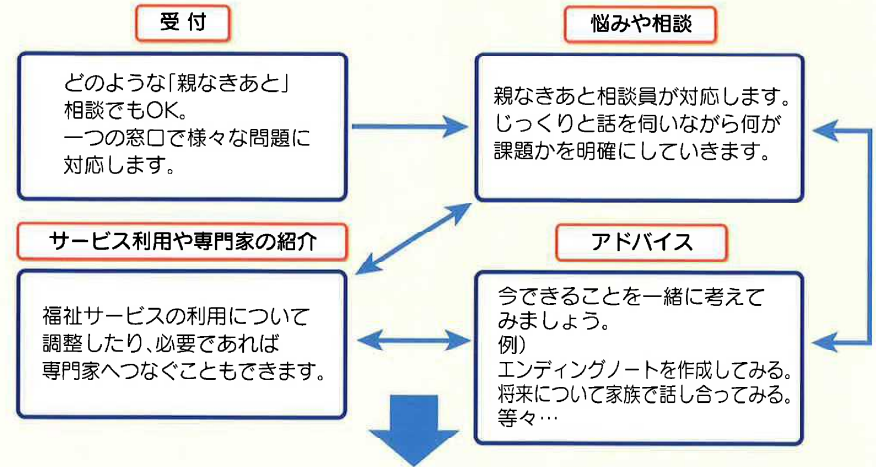 受付
どのような「親なきあと」
相談でもOK。
一つの窓口で様々な問題に
対応します。
悩みや相談
親なきあと相談員が対応します。
じっくりと話を伺いながら何が
課題かを明確にしていきます。
サービス利用や専門家の紹介
福祉サービスの利用について
調整したり、必要であれば
専門家へつなぐこともできます。
アドバイス
今できることを一緒に考えて
みましょう。
例）
エンディングノートを作成してみる。
将来について家族で話し合ってみる。
等々…